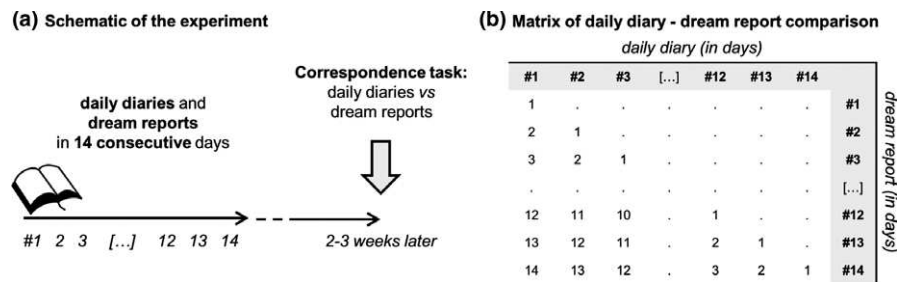 (a) Schematic of the experiment
daily diaries and
dream reports
in 14 consecutive days
Correspondence task:
daily diaries vs
dream reports
#1 2 3 [...] 12 13 14
2-3 weeks later
(b) Matrix of daily diary - dream report comparison
daily diary (in days)
#1 #2 #3 [...] #12 #13 #14
1 . . . . . . #1
2 1 . . . . . #2
3 2 1 . . . . #3
. . . . . . . [...]
12 11 10 . 1 . . #12
13 12 11 . 2 1 . #13
14 13 12 . 3 2 1 #14
dream report (in days)